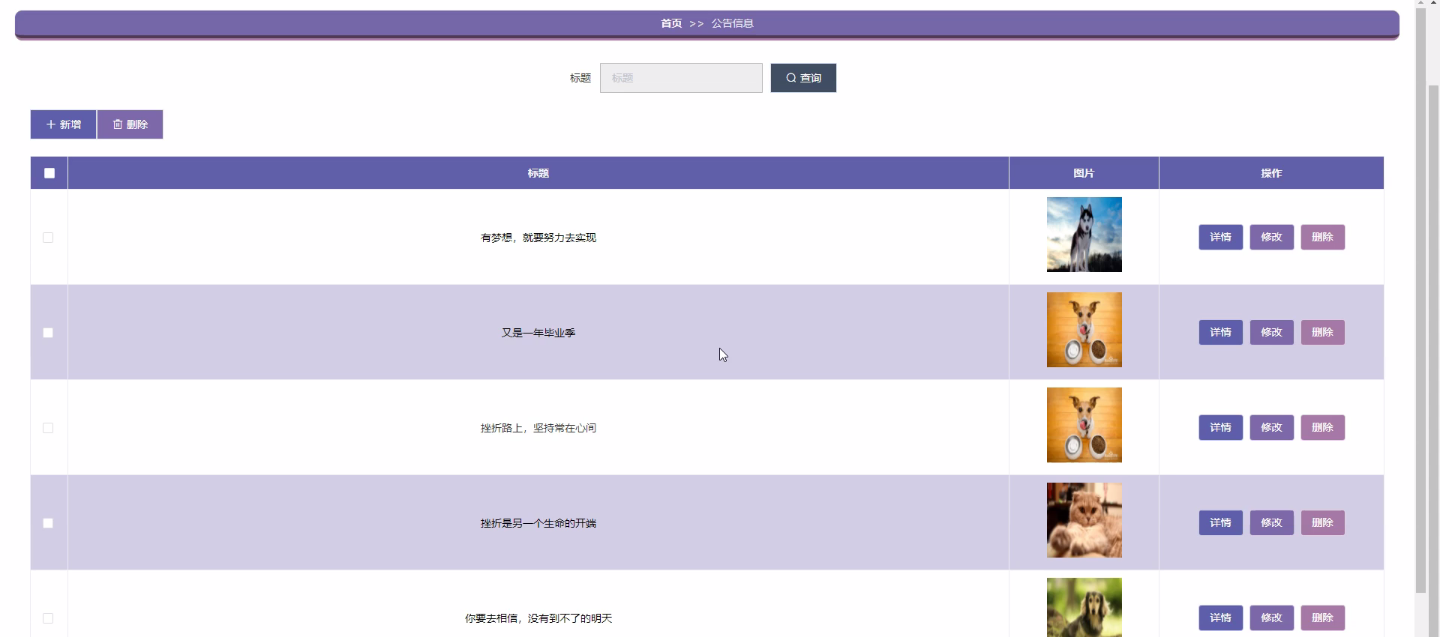 首页 >> 公告信息
标题 标题 查询
新增 删除
标题 图片 操作
有梦想，就要努力去实现 详情 修改 删除
又是一年毕业季 详情 修改 删除
挫折路上，坚持常在心间 详情 修改 删除
挫折是另一个生命的开端 详情 修改 删除
你要去相信，没有到不了的明天 详情 修改 删除